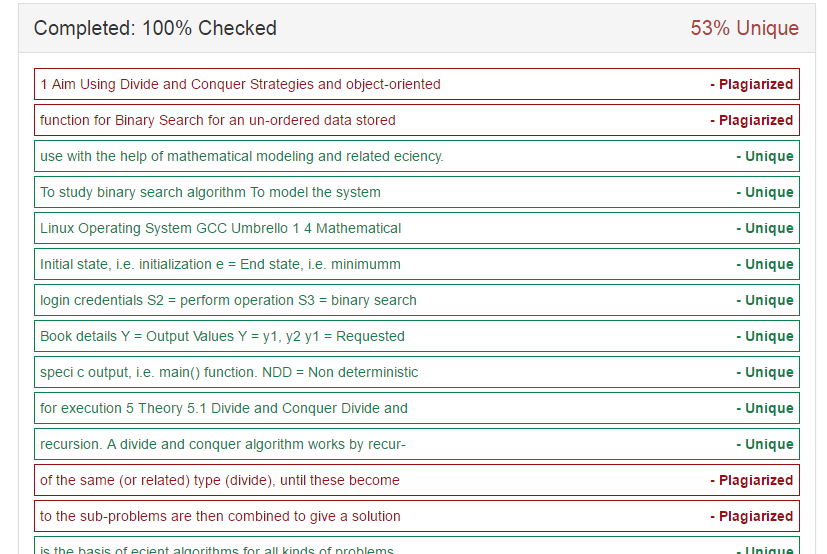 Completed: 100% Checked 53% Unique
1 Aim Using Divide and Conquer Strategies and object-oriented - Plagiarized
function for Binary Search for an un-ordered data stored - Plagiarized
use with the help of mathematical modeling and related eciency. - Unique
To study binary search algorithm To model the system - Unique
Linux Operating System GCC Umbrello 1 4 Mathematical - Unique
Initial state, i.e. initialization e = End state, i.e. minimumm - Unique
login credentials S2 = perform operation S3 = binary search - Unique
Book details Y = Output Values Y = y1, y2 y1 = Requested - Unique
speci c output, i.e. main() function. NDD = Non deterministic - Unique
for execution 5 Theory 5.1 Divide and Conquer Divide and - Unique
recursion. A divide and conquer algorithm works by recur- - Unique
of the same (or related) type (divide), until these become - Plagiarized
to the sub-problems are then combined to give a solution - Plagiarized
is the basis of ecient algorithms for all kinds of problems - Unique